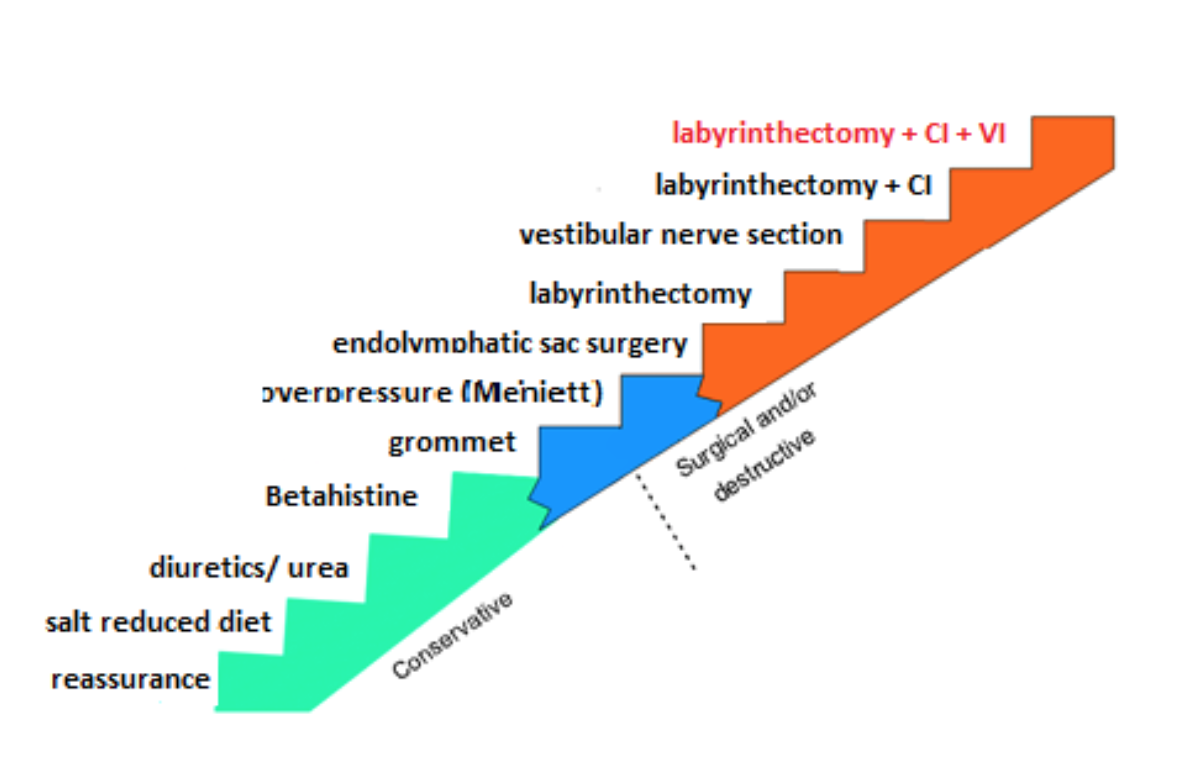 labyrinthectomy + CI + VI
labyrinthectomy + CI
vestibular nerve section
labyrinthectomy
endolymphatic sac surgery
overpressure (Meniett)
grommet
Betahistine
diuretics/ urea
salt reduced diet
reassurance
Surgical and/or
destructive
Conservative